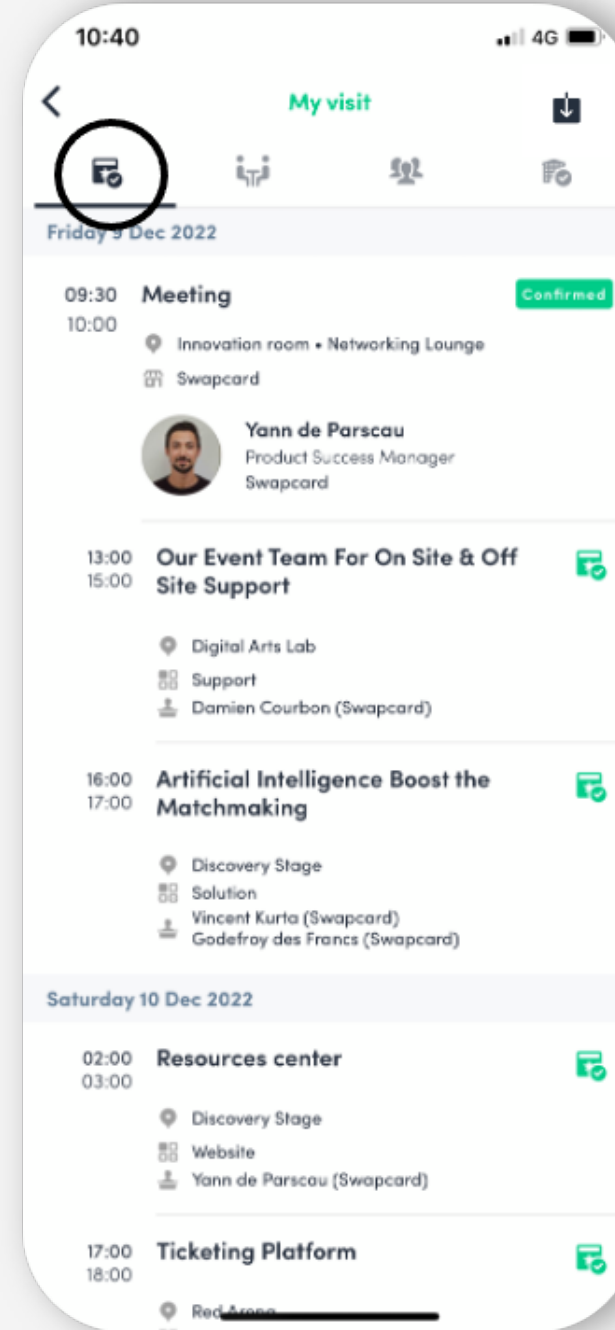 10:40
4G
My visit
Friday 9 Dec 2022
09:30 Meeting Confirmed
10:00
Innovation room • Networking Lounge
Swapcard
Yann de Parscau
Product Success Manager
Swapcard
13:00 Our Event Team For On Site & Off
15:00 Site Support
Digital Arts Lab
Support
Damien Courbon (Swapcard)
16:00 Artificial Intelligence Boost the
17:00 Matchmaking
Discovery Stage
Solution
Vincent Kurta (Swapcard)
Godefroy des Francs (Swapcard)
Saturday 10 Dec 2022
02:00 Resources center
03:00
Discovery Stage
Website
Yann de Parscau (Swapcard)
17:00 Ticketing Platform
18:00
Red Arena